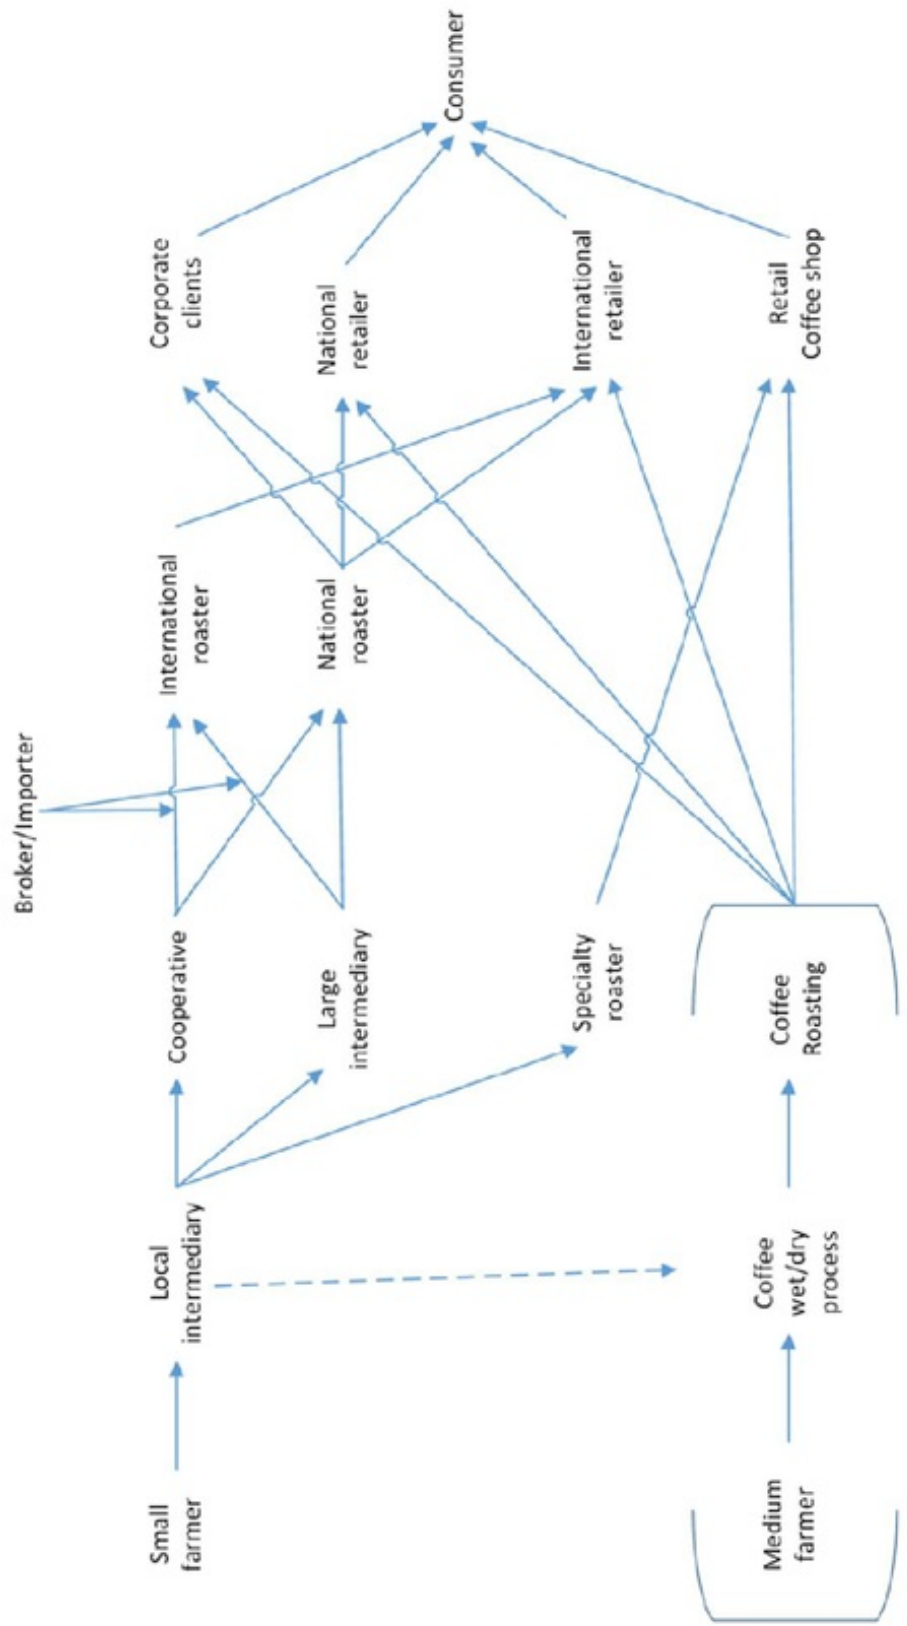 Broker/Importer
Small
farmer
Local
intermediary
Cooperative
International
roaster
Corporate
clients
Large
intermediary
National
roaster
National
retailer
Consumer
Specialty
roaster
International
retailer
Medium
farmer
Coffee
wet/dry
process
Coffee
Roasting
Retail
Coffee shop